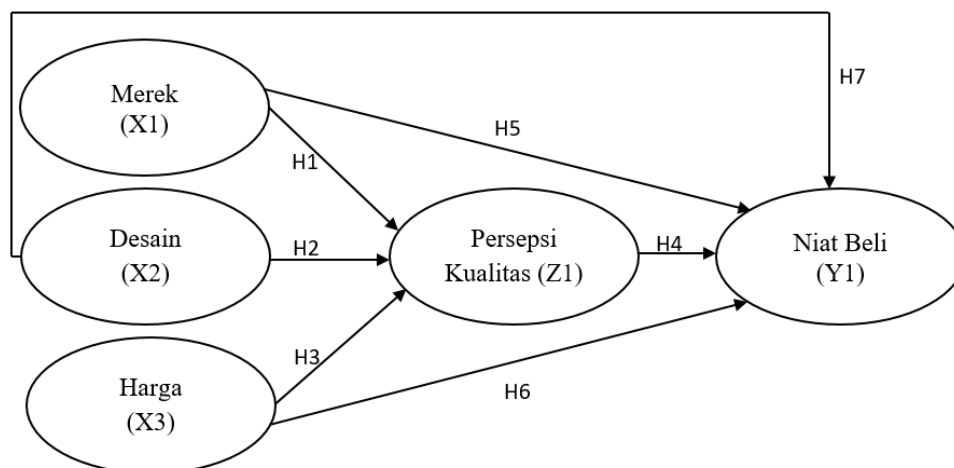 H7
Merek
(X1)
H5
H1
Desain
(X2)
H2
Persepsi
Kualitas (Z1)
H4
Niat Beli
(Y1)
H3
Harga
(X3)
H6